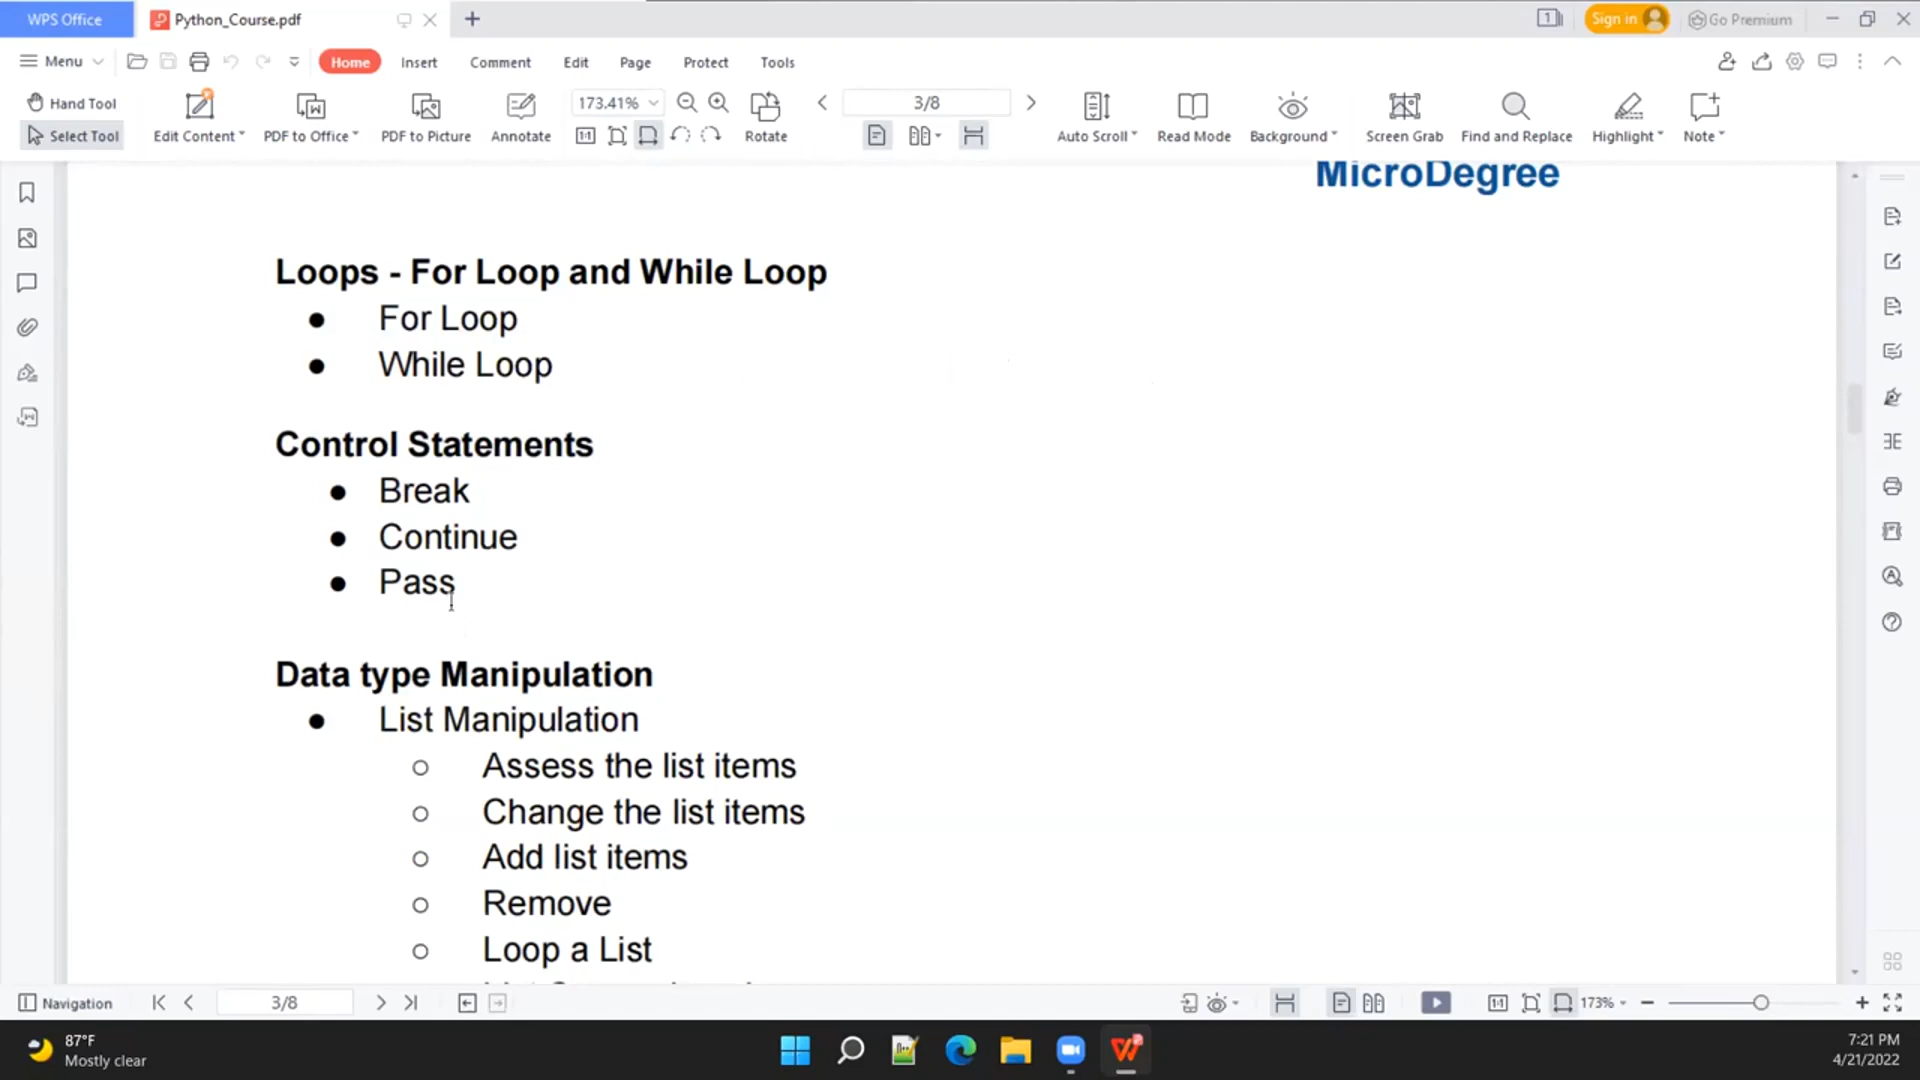 WPS Office
Python_Course.pdf
1
Sign in
Go Premium
Menu
Home
Insert
Comment
Edit
Page
Protect
Tools
Hand Tool
Select Tool
Edit Content
PDF to Office
PDF to Picture
Annotate
173.41%
Rotate
3/8
Auto Scroll
Read Mode
Background
Screen Grab
Find and Replace
Highlight
Note
MicroDegree
Loops - For Loop and While Loop
● For Loop
● While Loop
Control Statements
● Break
● Continue
● Pass
Data type Manipulation
● List Manipulation
○ Assess the list items
○ Change the list items
○ Add list items
○ Remove
○ Loop a List
Navigation
3/8
173%
87°F
Mostly clear
7:21 PM
4/21/2022